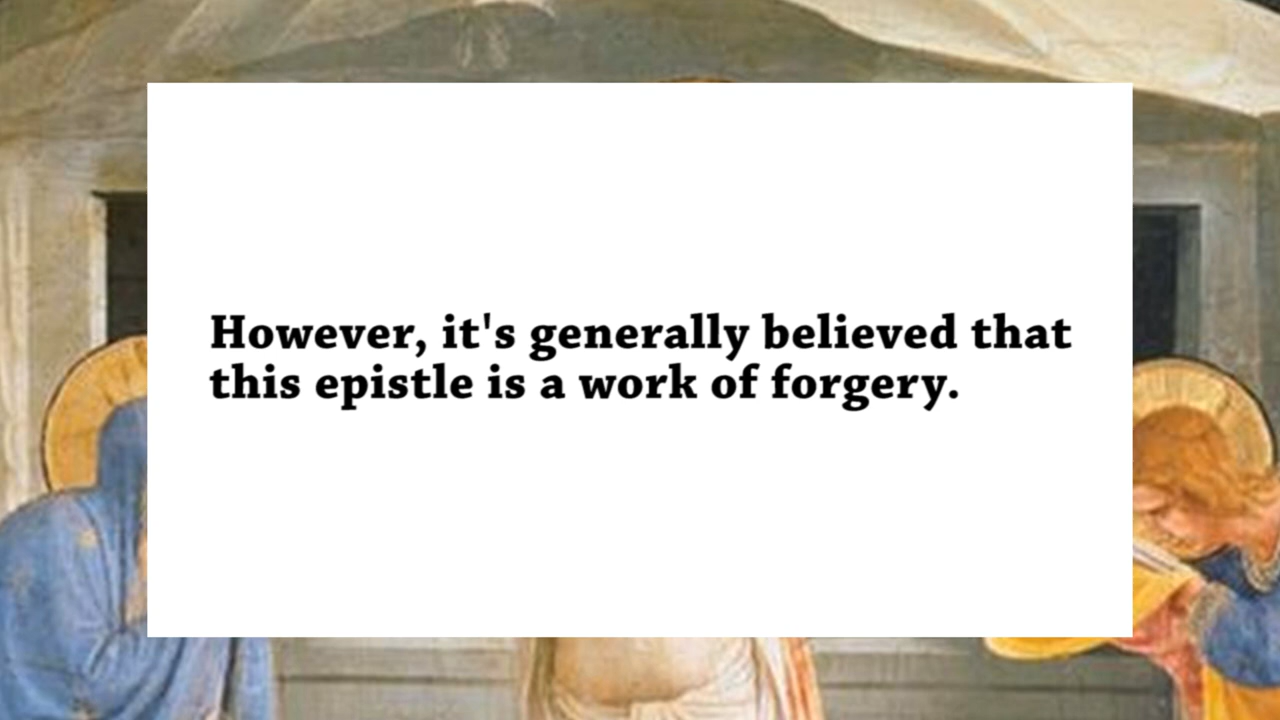 However, it's generally believed that
this epistle is a work of forgery.